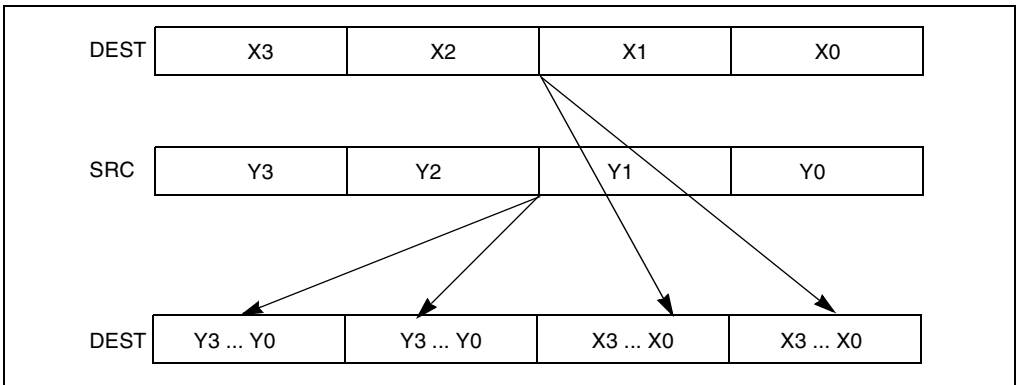 DEST X3 X2 X1 X0
SRC Y3 Y2 Y1 Y0
DEST Y3 ... Y0 Y3 ... Y0 X3 ... X0 X3 ... X0